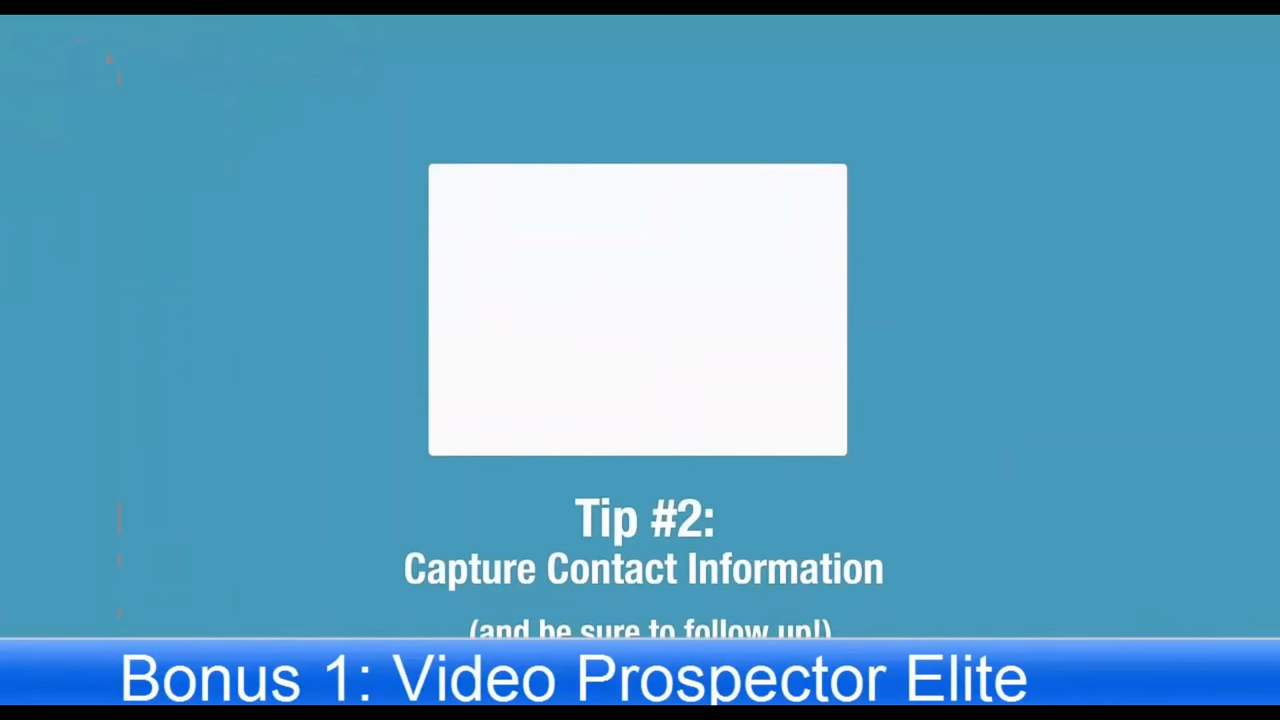 Tip #2:
Capture Contact Information
(and be sure to follow up!)
Bonus 1: Video Prospector Elite